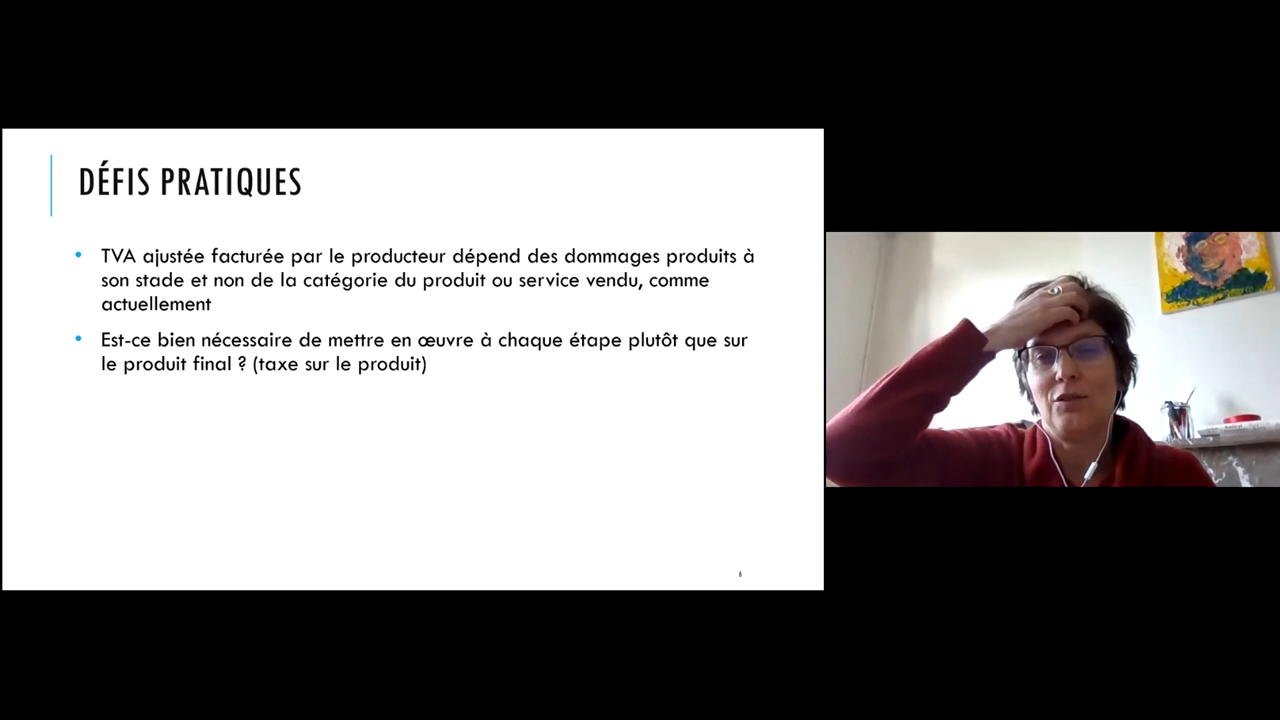 DÉFIS PRATIQUES
• TVA ajustée facturée par le producteur dépend des dommages produits à
son stade et non de la catégorie du produit ou service vendu, comme
actuellement
• Est-ce bien nécessaire de mettre en œuvre à chaque étape plutôt que sur
le produit final ? (taxe sur le produit)
6